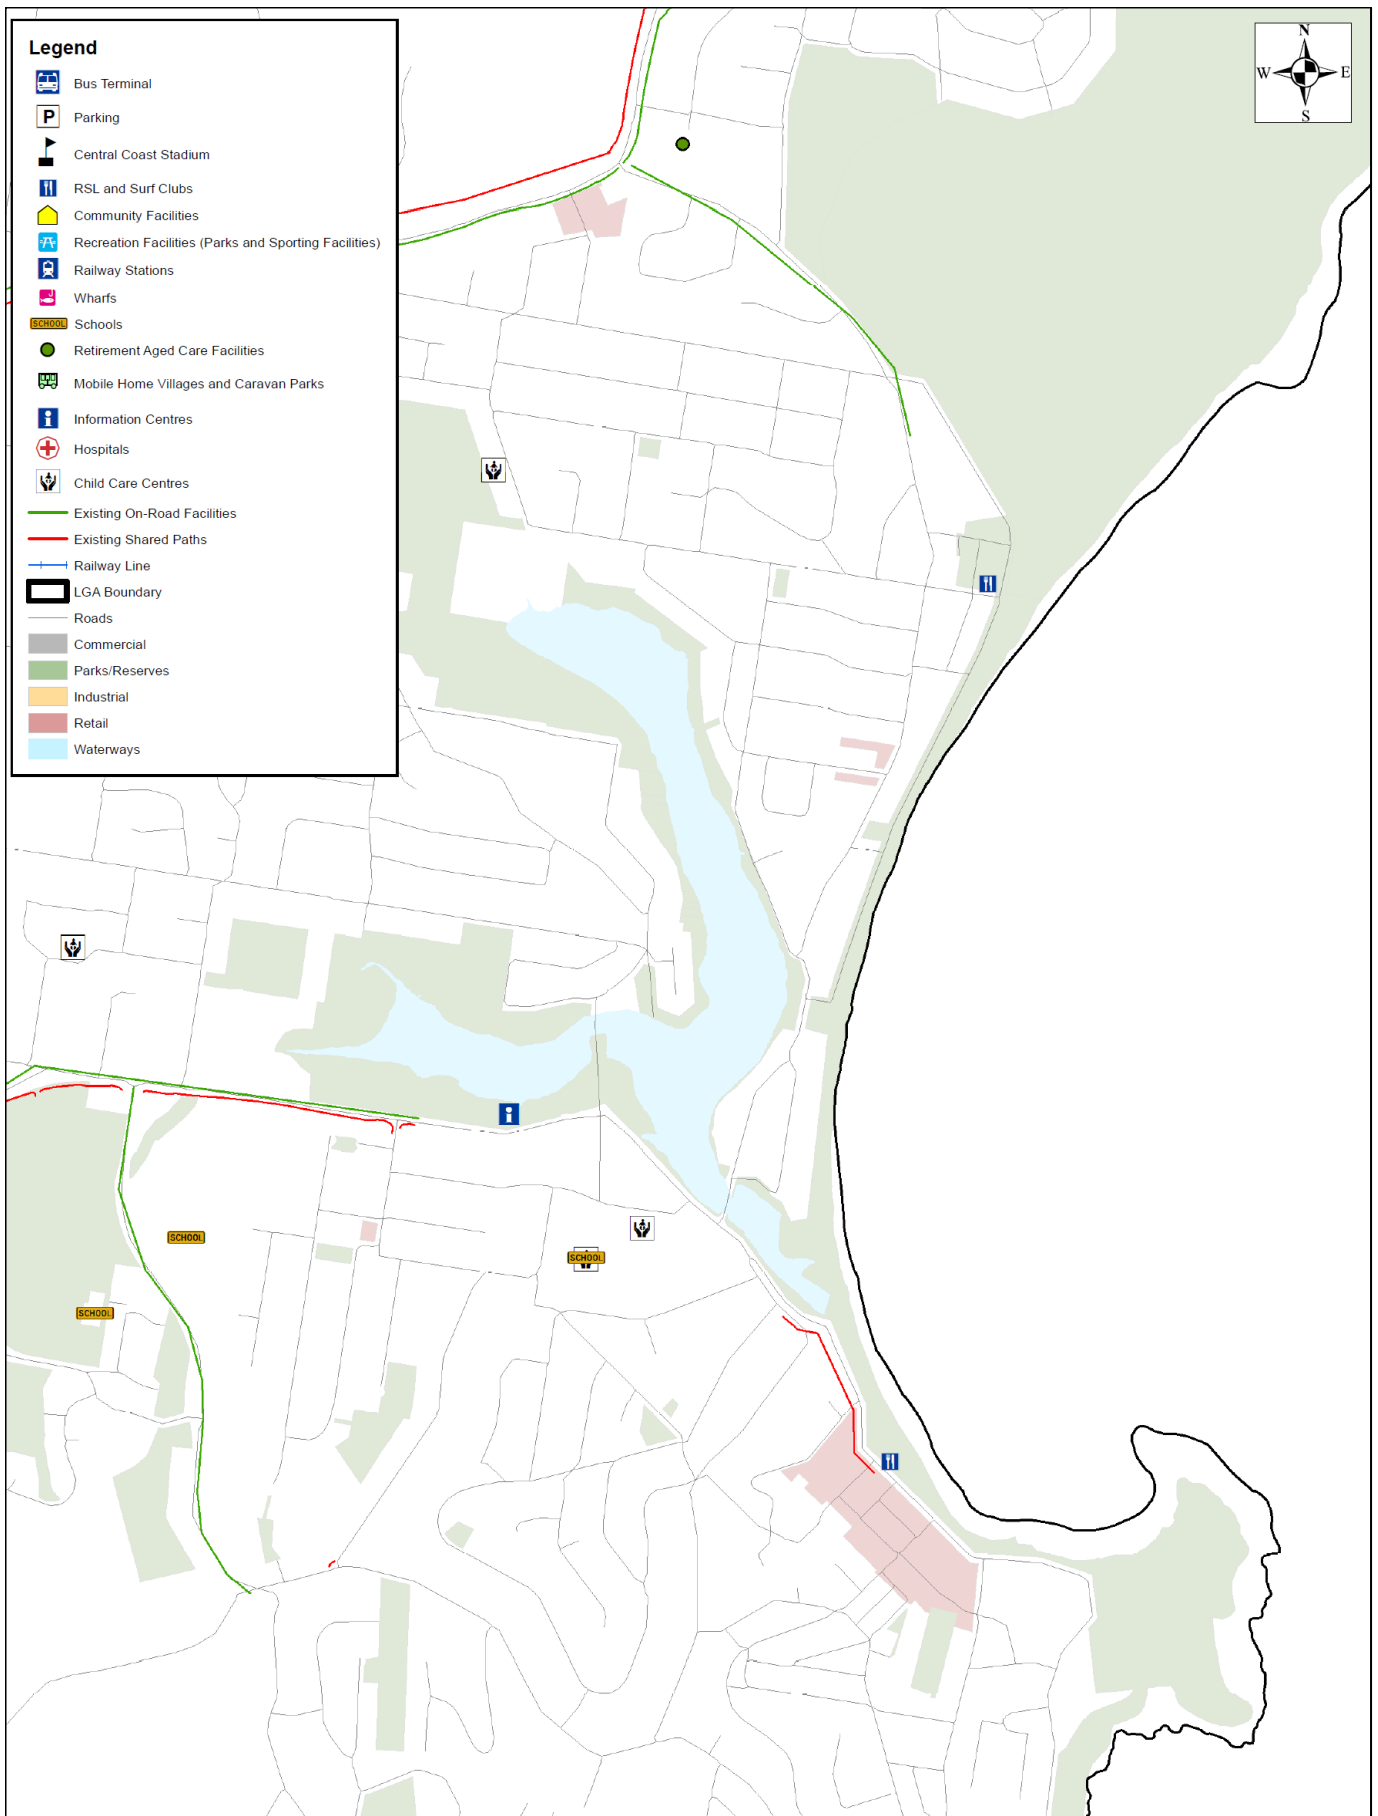 Legend
Bus Terminal
P Parking
Central Coast Stadium
RSL and Surf Clubs
Community Facilities
Recreation Facilities (Parks and Sporting Facilities)
Railway Stations
Wharfs
SCHOOL Schools
Retirement Aged Care Facilities
Mobile Home Villages and Caravan Parks
i Information Centres
Hospitals
Child Care Centres
Existing On-Road Facilities
Existing Shared Paths
Railway Line
LGA Boundary
Roads
Commercial
Parks/Reserves
Industrial
Retail
Waterways
N
W E
S
i
SCHOOL
SCHOOL
SCHOOL